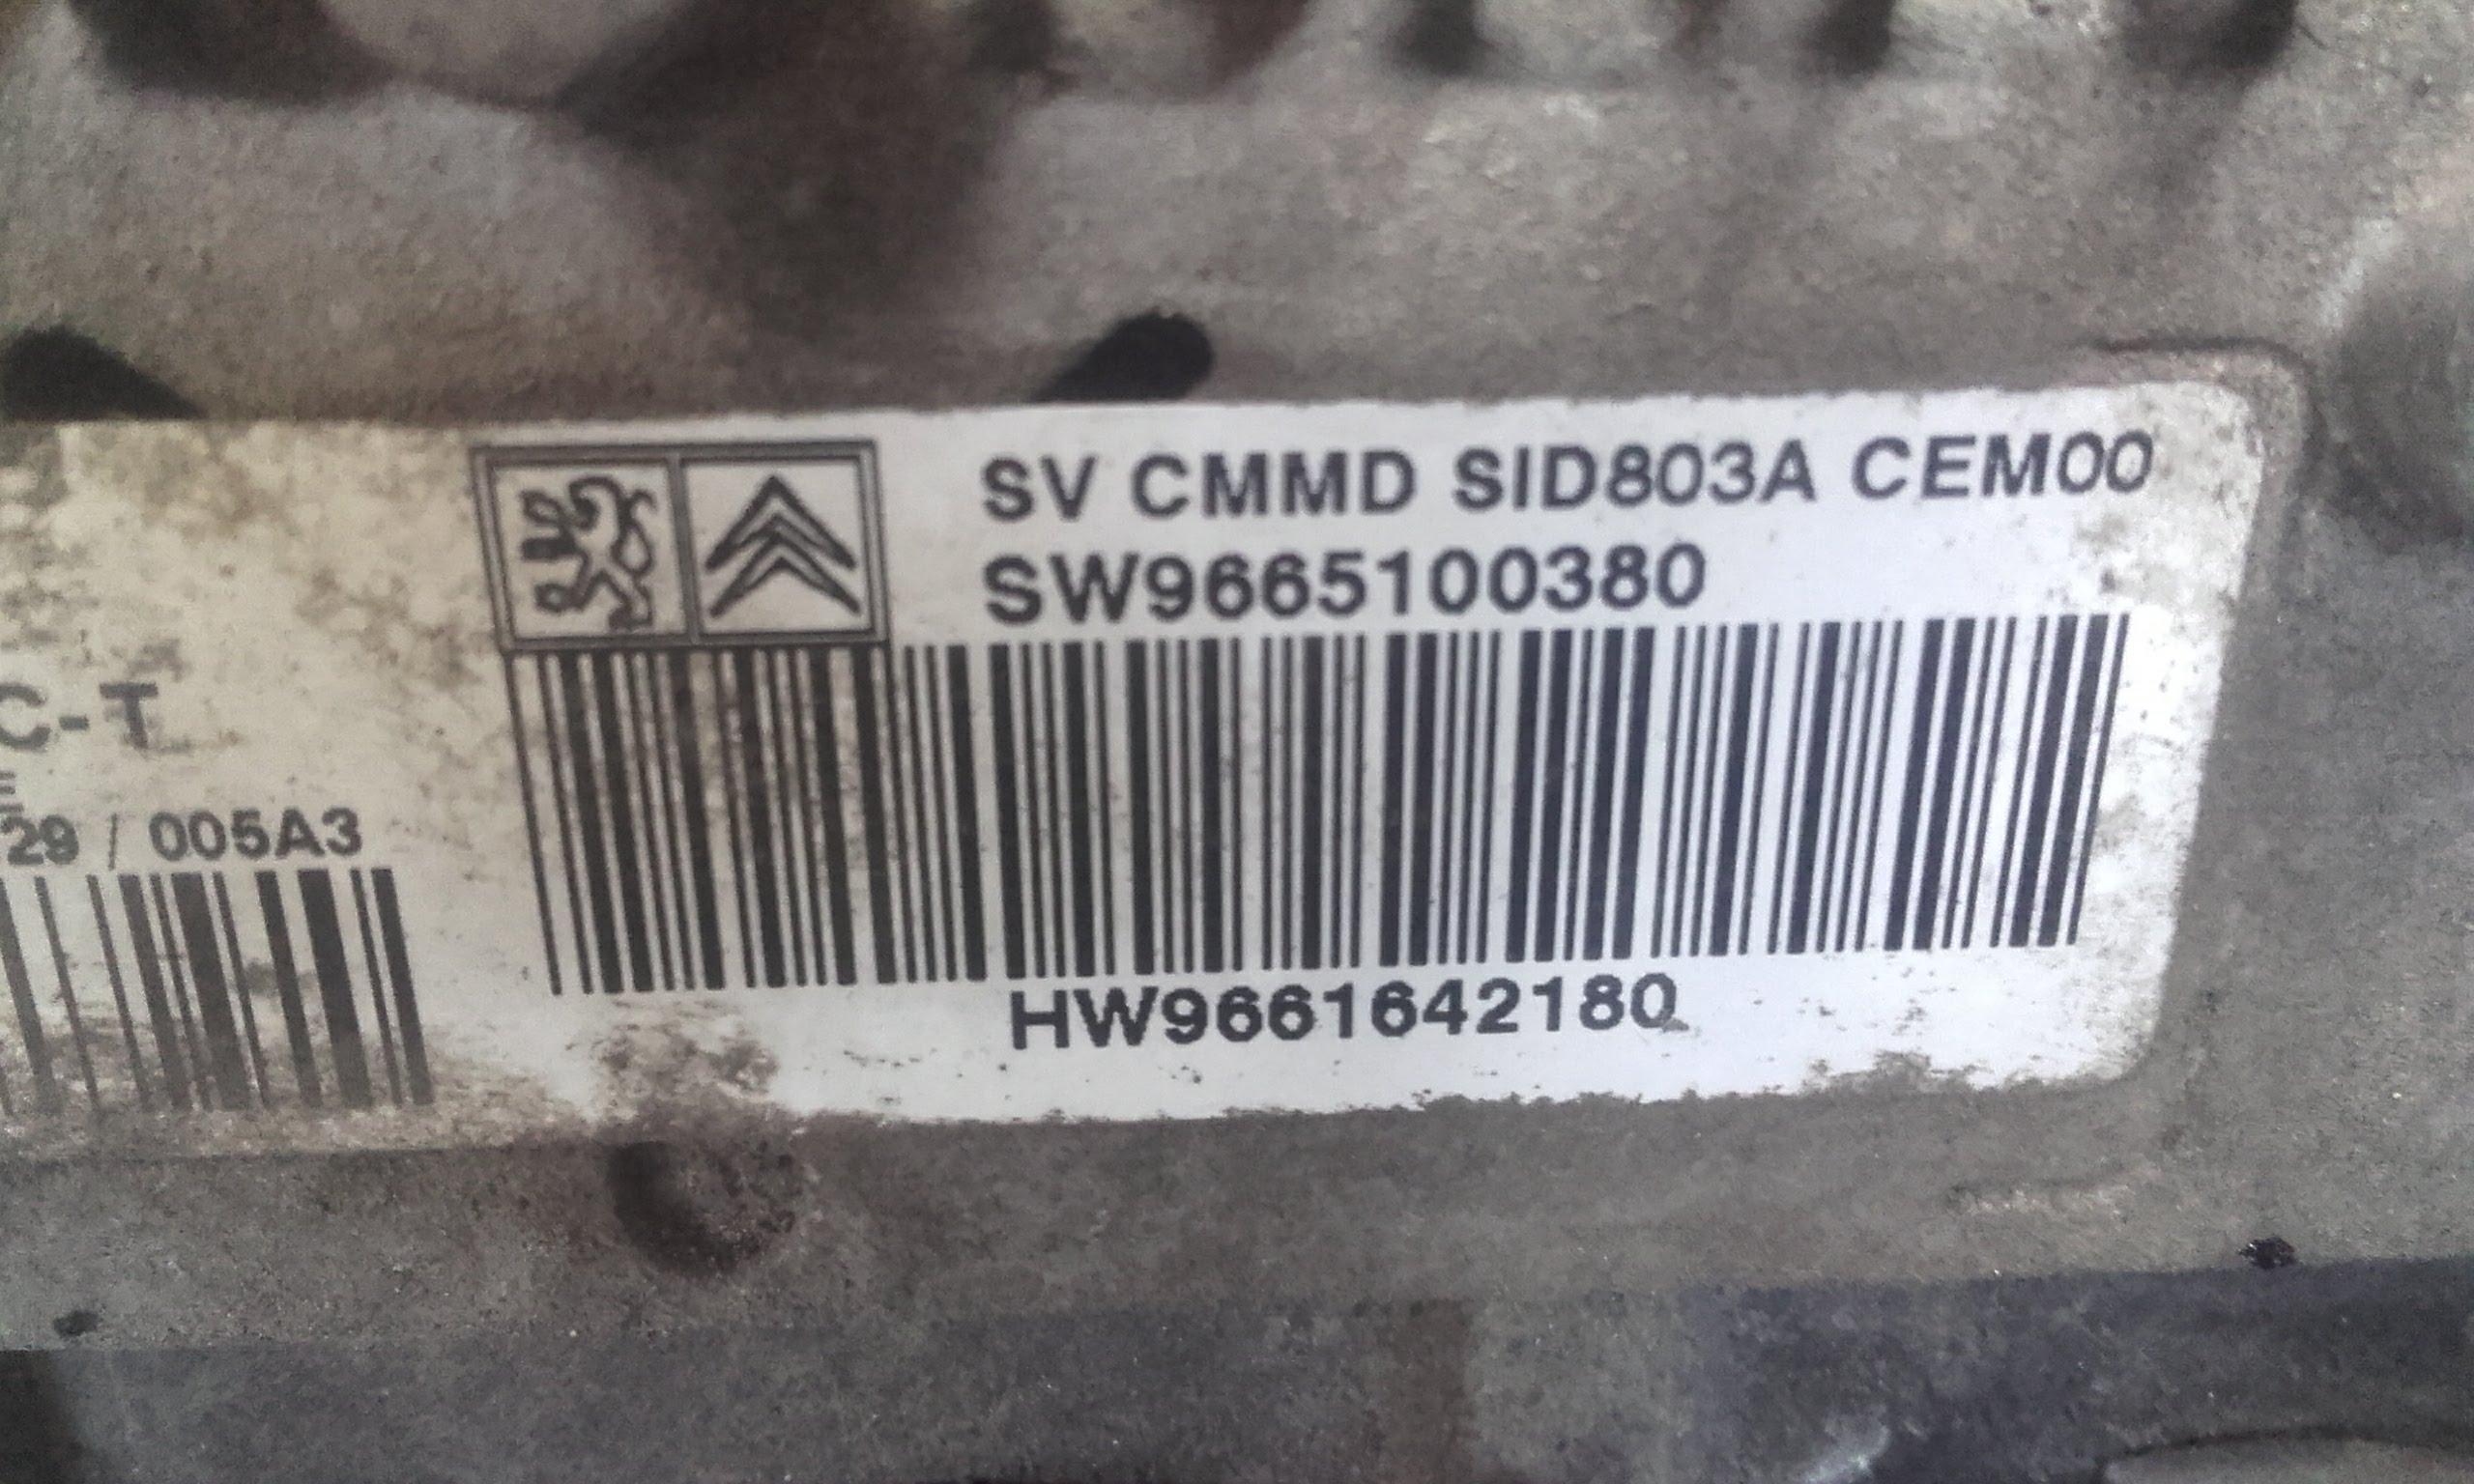 SV CMMD SID803A CEM00
SW9665100380
HW9661642180
C-T
29 / 005A3